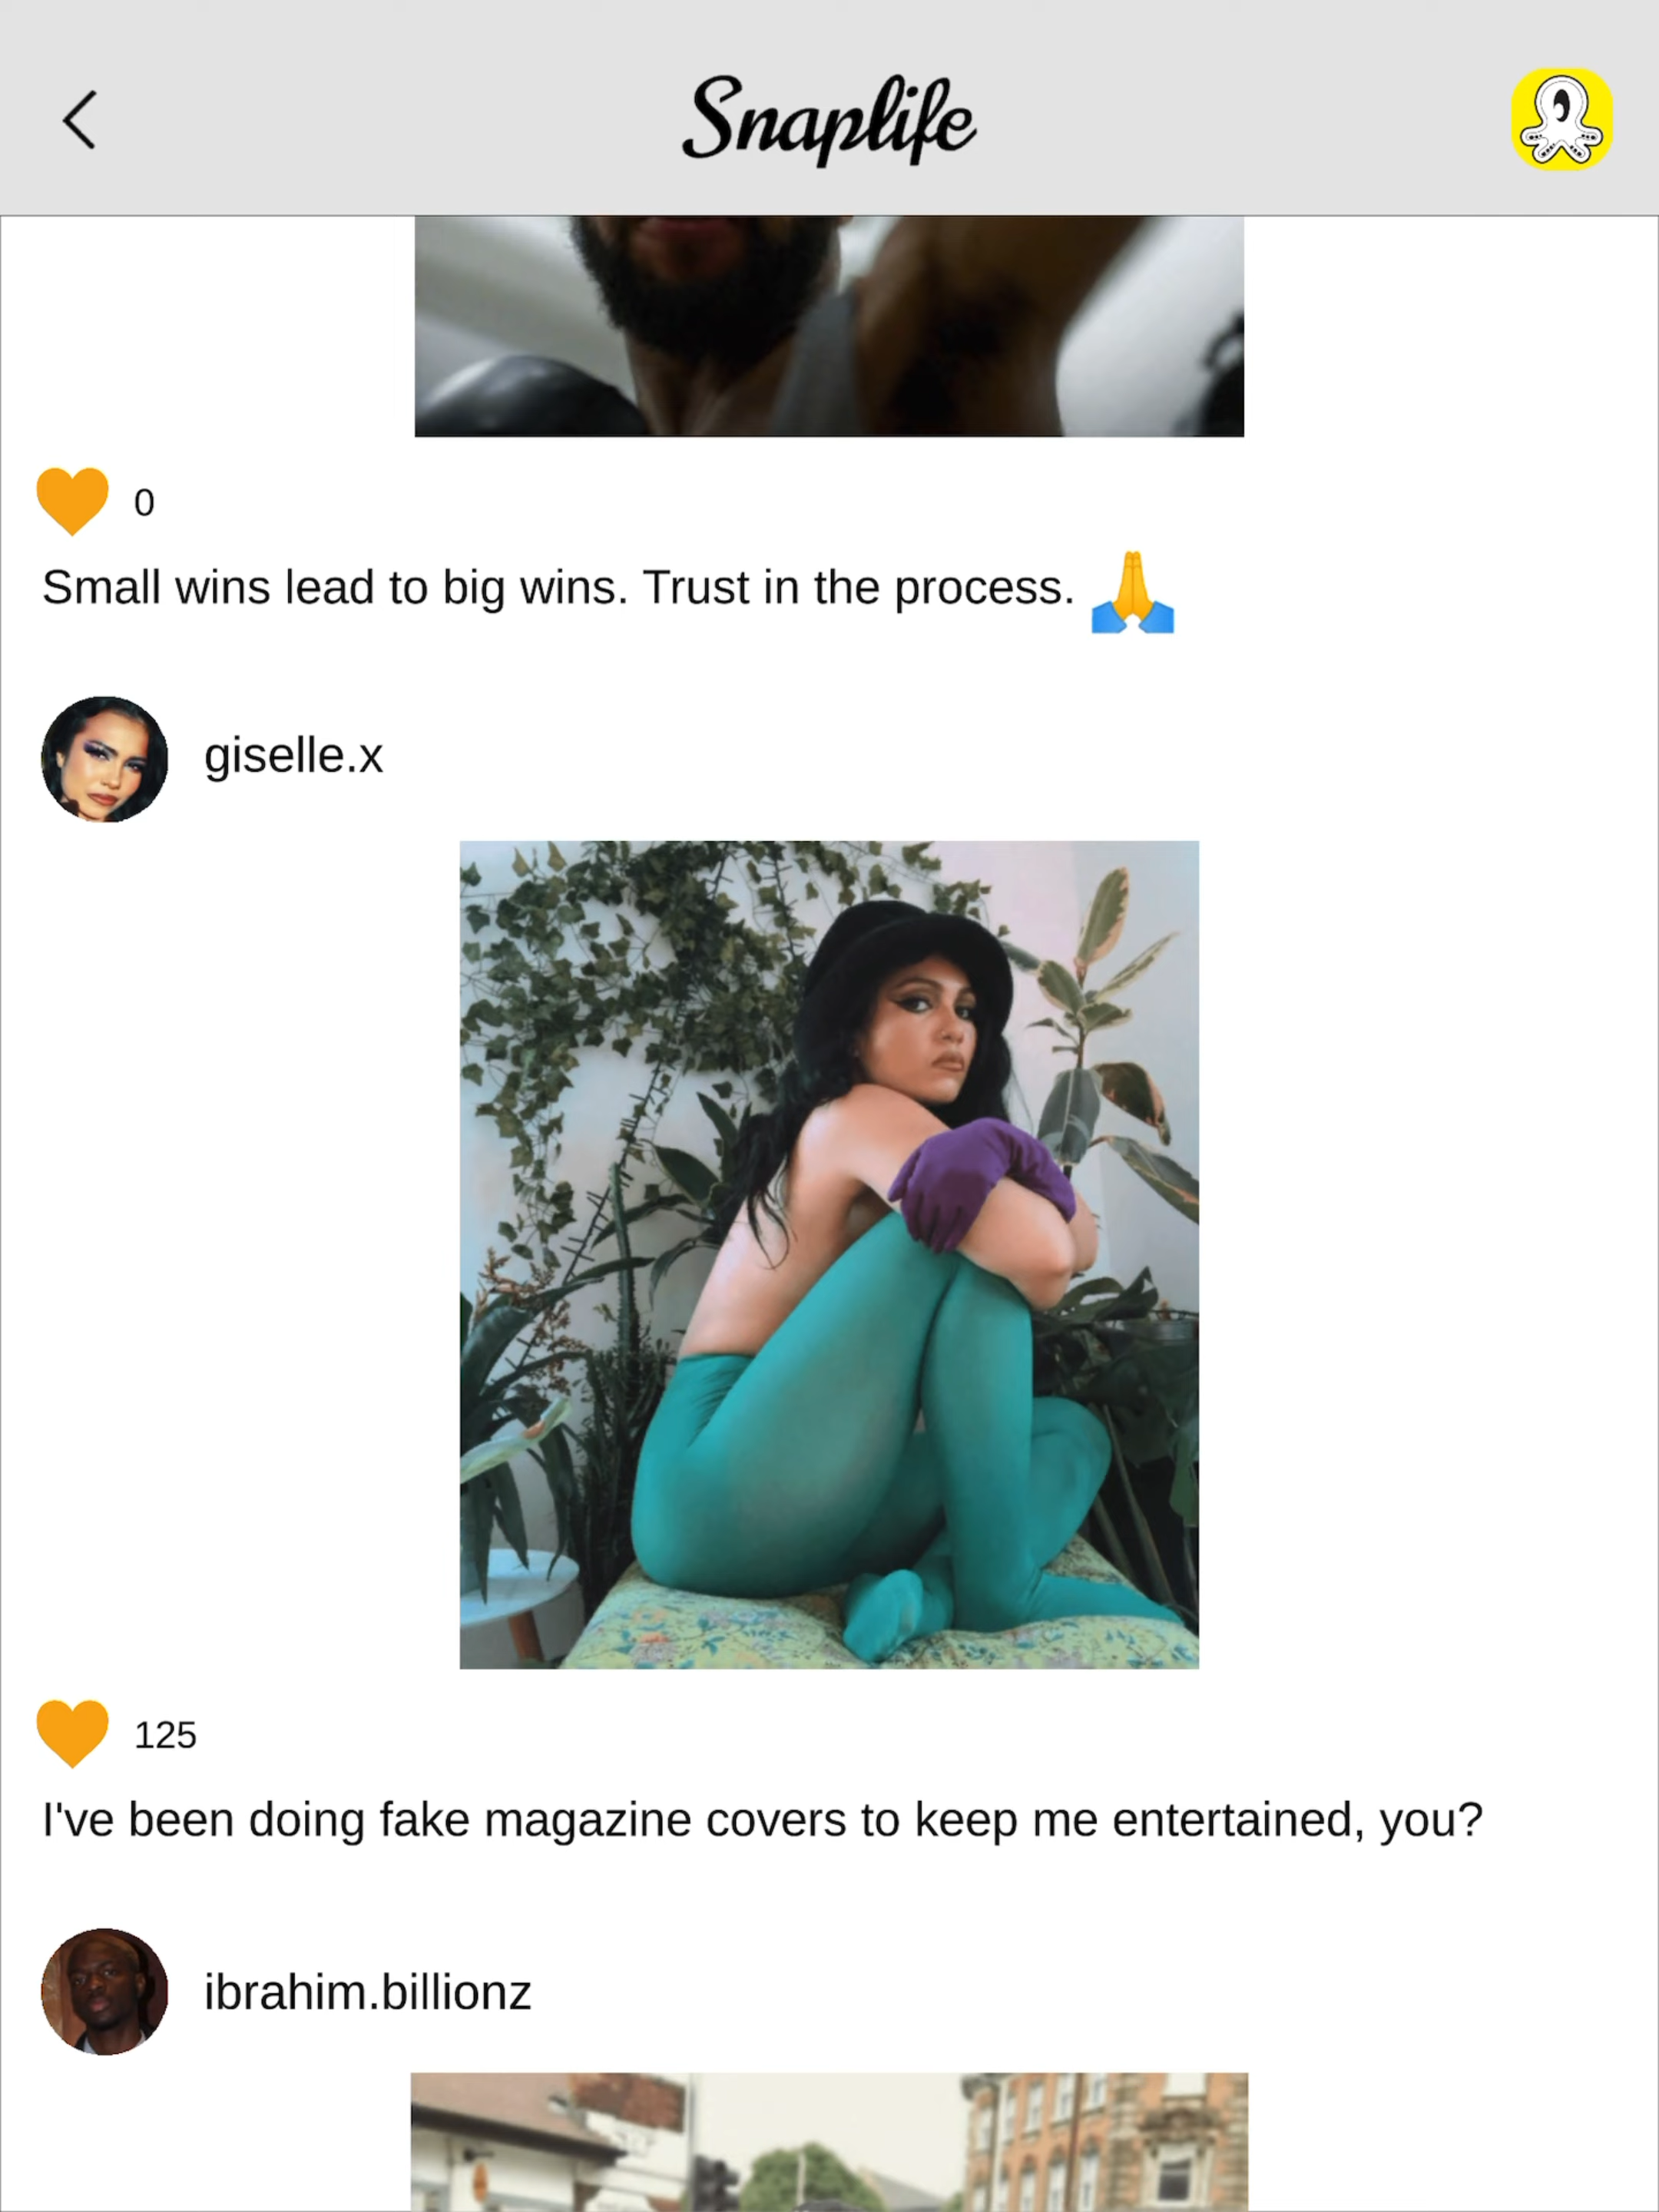 Snaplife
0
Small wins lead to big wins. Trust in the process. 🙏
giselle.x
125
I've been doing fake magazine covers to keep me entertained, you?
ibrahim.billionz